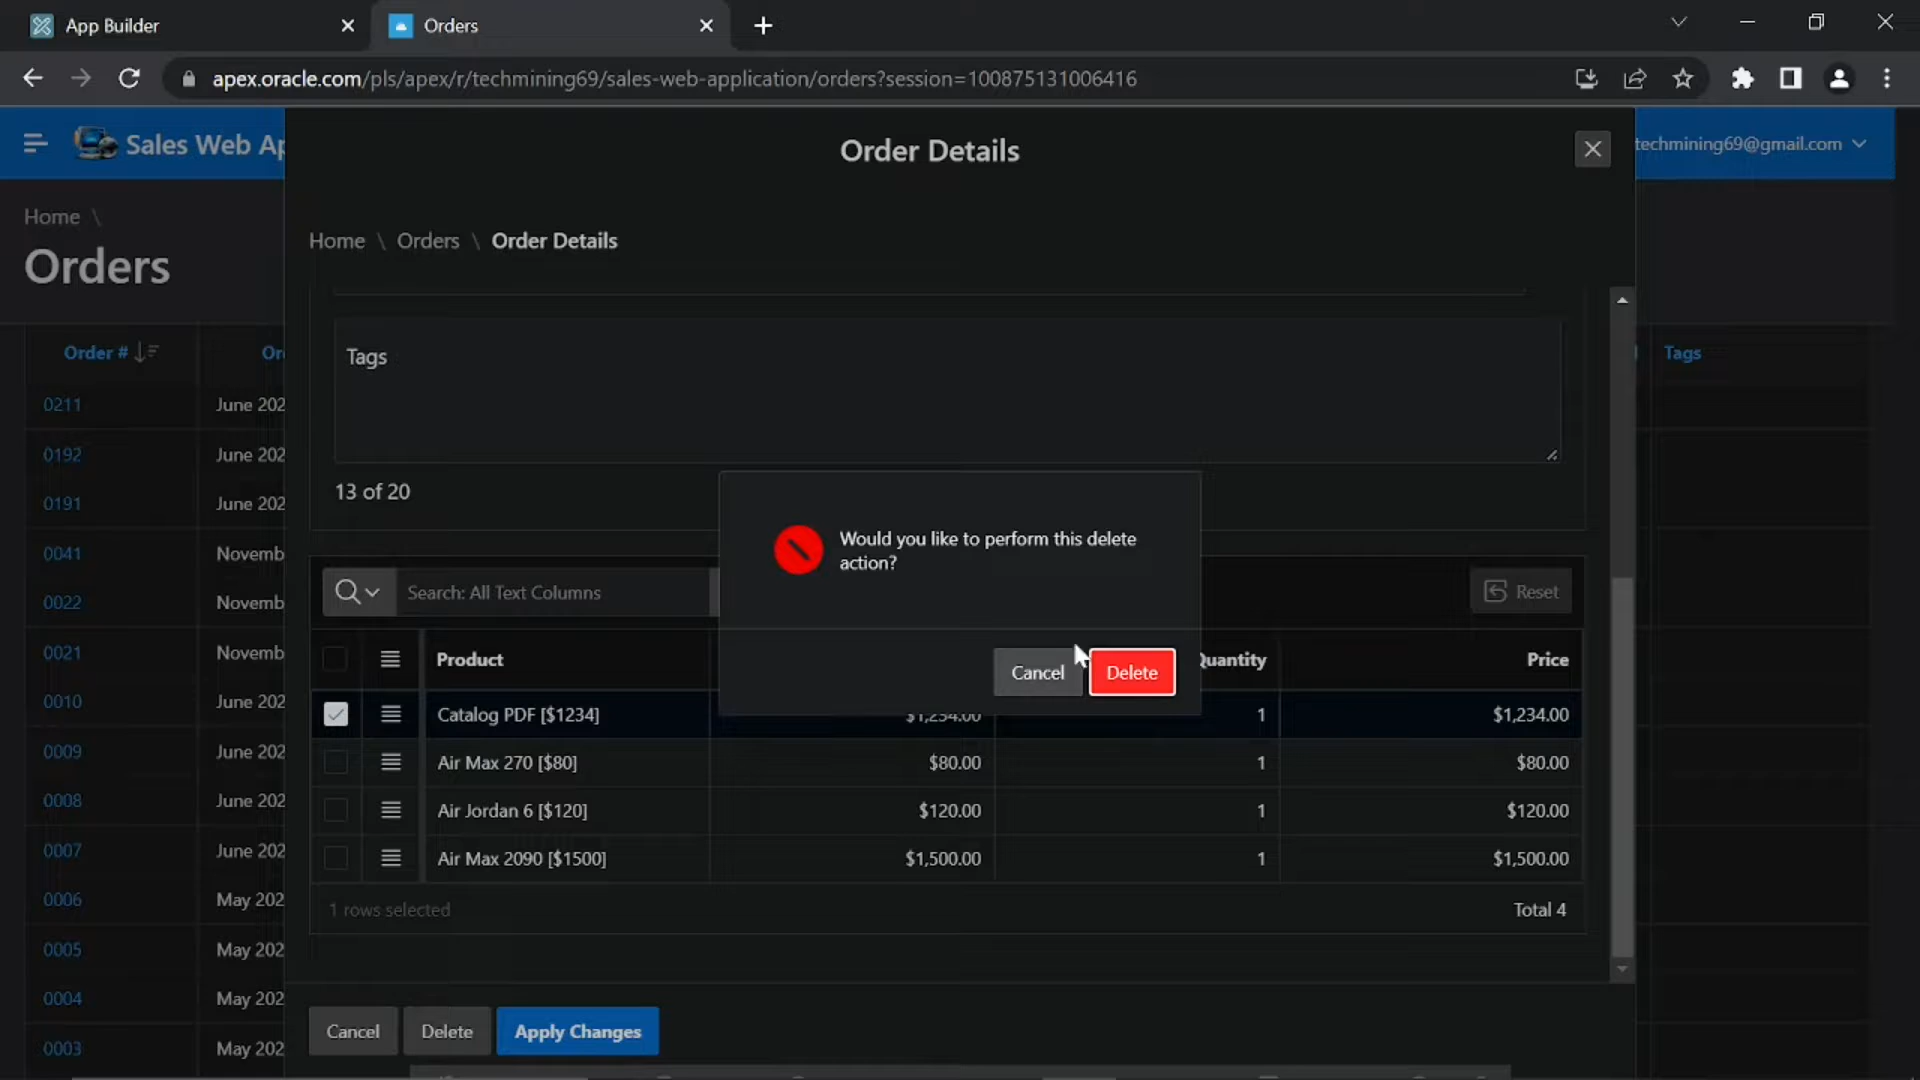 App Builder
Orders
apex.oracle.com/pls/apex/r/techmining69/sales-web-application/orders?session=100875131006416
Sales Web Ap
techmining69@gmail.com
Order Details
Home \
Orders
Home \ Orders \ Order Details
Order #
Or
Tags
0211 June 202
0192 June 202
0191 June 202
0041 Novemb
0022 Novemb
0021 Novemb
0010 June 202
0009 June 202
0008 June 202
0007 June 202
0006 May 202
0005 May 202
0004 May 202
0003 May 202
Tags
13 of 20
Would you like to perform this delete
action?
Cancel
Delete
Search: All Text Columns
Reset
Product Quantity Price
Catalog PDF [$1234] $1,234.00 1 $1,234.00
Air Max 270 [$80] $80.00 1 $80.00
Air Jordan 6 [$120] $120.00 1 $120.00
Air Max 2090 [$1500] $1,500.00 1 $1,500.00
1 rows selected
Total 4
Cancel
Delete
Apply Changes